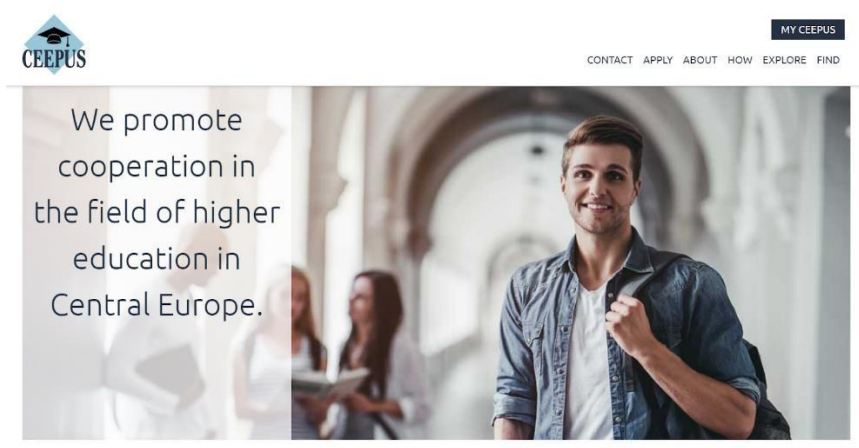 CEEPUS
MY CEEPUS
CONTACT APPLY ABOUT HOW EXPLORE FIND
We promote
cooperation in
the field of higher
education in
Central Europe.